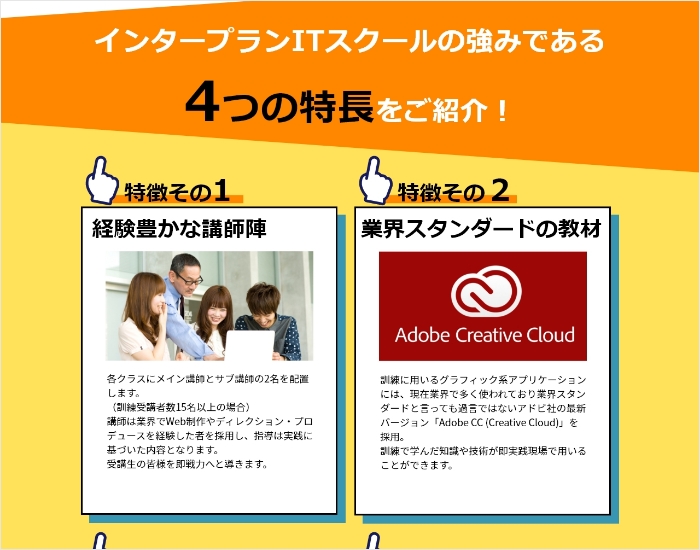 インタープランITスクールの強みである
4つの特長をご紹介！
特徴その1
経験豊かな講師陣
各クラスにメイン講師とサブ講師の2名を配置
します。
（訓練受講者数15名以上の場合）
講師は業界でWeb制作やディレクション・プロ
デュースを経験した者を採用し、指導は実践に
基づいた内容となります。
受講生の皆様を即戦力へと導きます。
特徴その２
業界スタンダードの教材
Adobe Creative Cloud
訓練に用いるグラフィック系アプリケーション
には、現在業界で多く使われており業界スタン
ダードと言っても過言ではないアドビ社の最新
バージョン「Adobe CC (Creative Cloud)」を
採用。
訓練で学んだ知識や技術が即実践現場で用いる
ことができます。